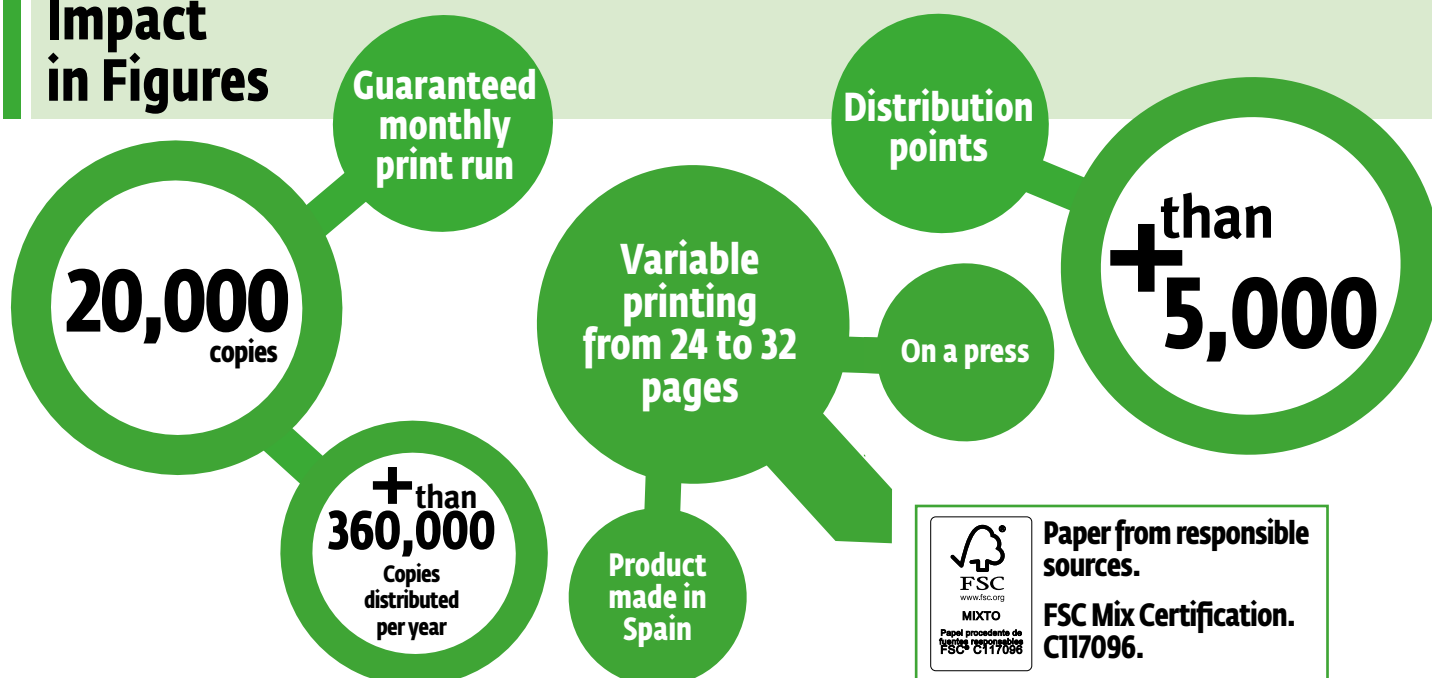 Impact
in Figures
Guaranteed
monthly
print run
20,000
copies
+than
360,000
Copies
distributed
per year
Variable
printing
from 24 to 32
pages
On a press
Product
made in
Spain
Distribution
points
+than
5,000
FSC
www.fsc.org
MIXTO
Papel procedente de
fuentes responsables
FSC® C117096
Paper from responsible
sources.
FSC Mix Certification.
C117096.